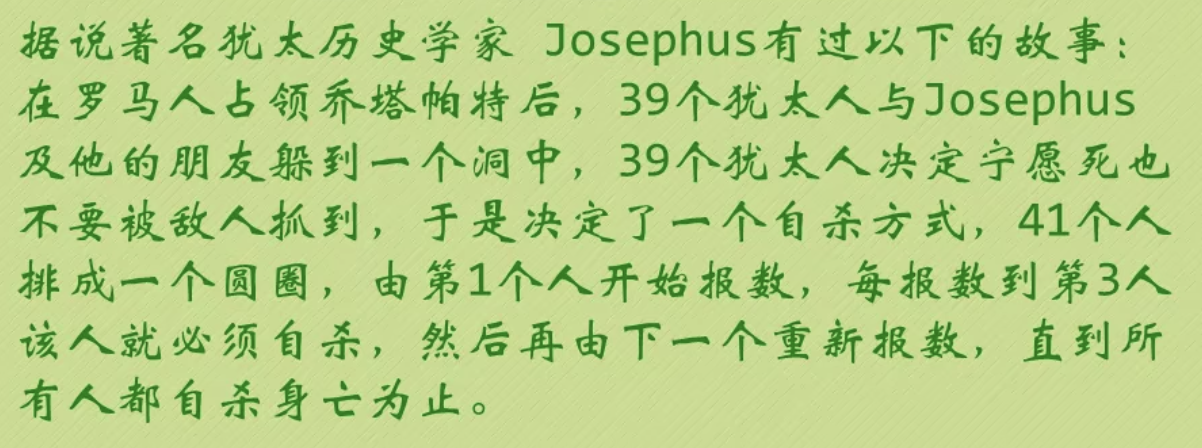 据说著名犹太历史学家 Josephus有过以下的故事：
在罗马人占领乔塔帕特后，39个犹太人与Josephus
及他的朋友躲到一个洞中，39个犹太人决定宁愿死也
不要被敌人抓到，于是决定了一个自杀方式，41个人
排成一个圆圈，由第1个人开始报数，每报数到第3人
该人就必须自杀，然后再由下一个重新报数，直到所
有人都自杀身亡为止。